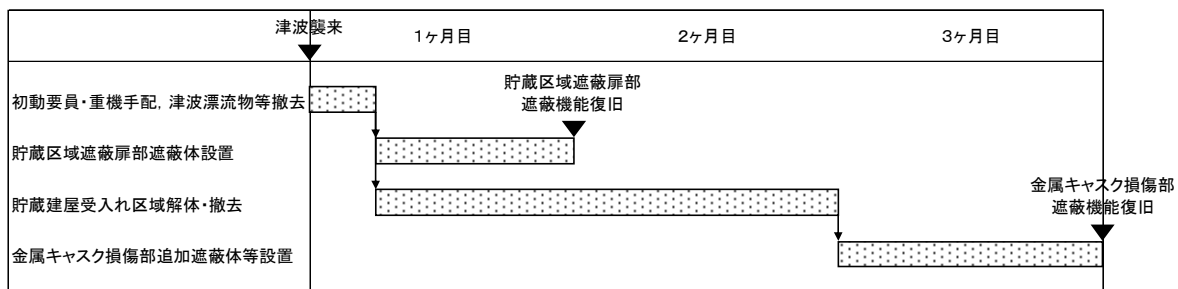 津波襲来
1ヶ月目
2ヶ月目
3ヶ月目
初動要員・重機手配，津波漂流物等撤去
貯蔵区域遮蔽扉部
遮蔽機能復旧
貯蔵区域遮蔽扉部遮蔽体設置
貯蔵建屋受入れ区域解体・撤去
金属キャスク損傷部
遮蔽機能復旧
金属キャスク損傷部追加遮蔽体等設置